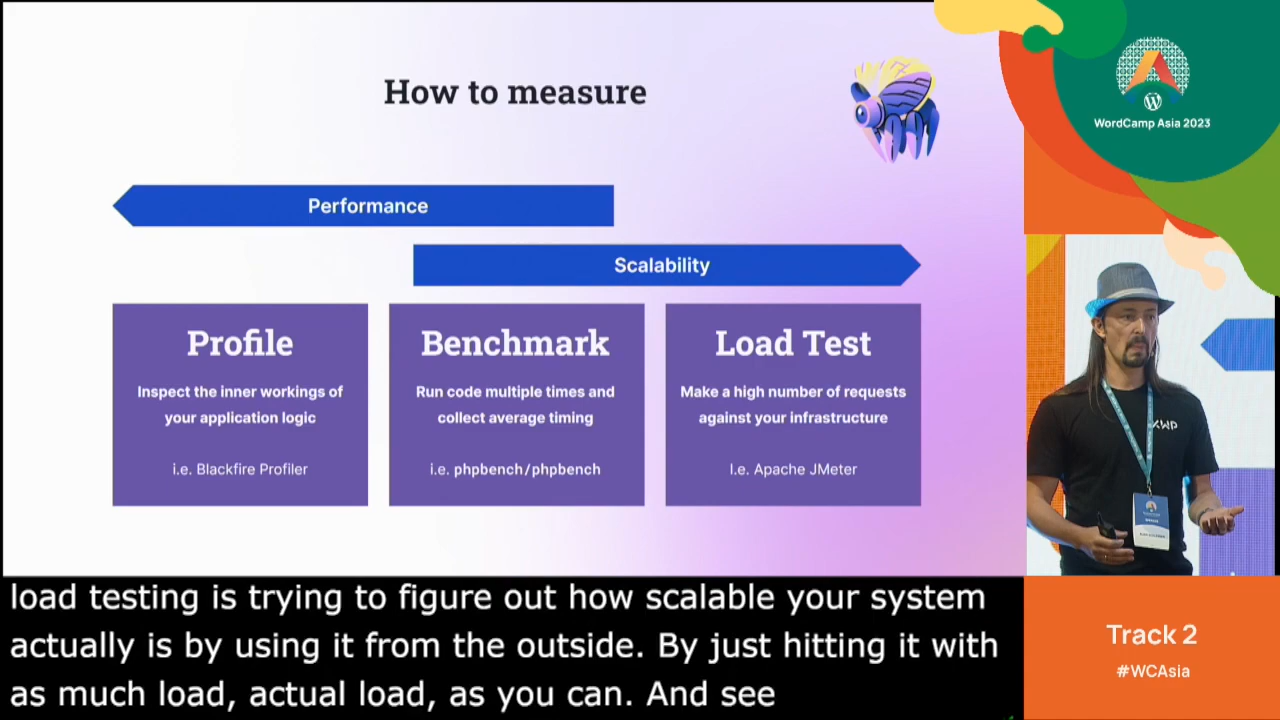 How to measure
Performance
Scalability
Profile
Inspect the inner workings of
your application logic
i.e. Blackfire Profiler
Benchmark
Run code multiple times and
collect average timing
i.e. phpbench/phpbench
Load Test
Make a high number of requests
against your infrastructure
I.e. Apache JMeter
WordCamp Asia 2023
XWP
load testing is trying to figure out how scalable your system
actually is by using it from the outside. By just hitting it with
as much load, actual load, as you can. And see
Track 2
#WCAsia